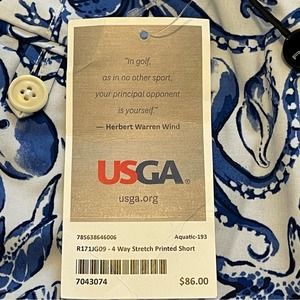 "In golf,
as in no other sport,
your principal opponent
is yourself."
— Herbert Warren Wind
USGA®
usga.org
785638646006 Aquatic-193
R171JG09 - 4 Way Stretch Printed Short
7043074 $86.00